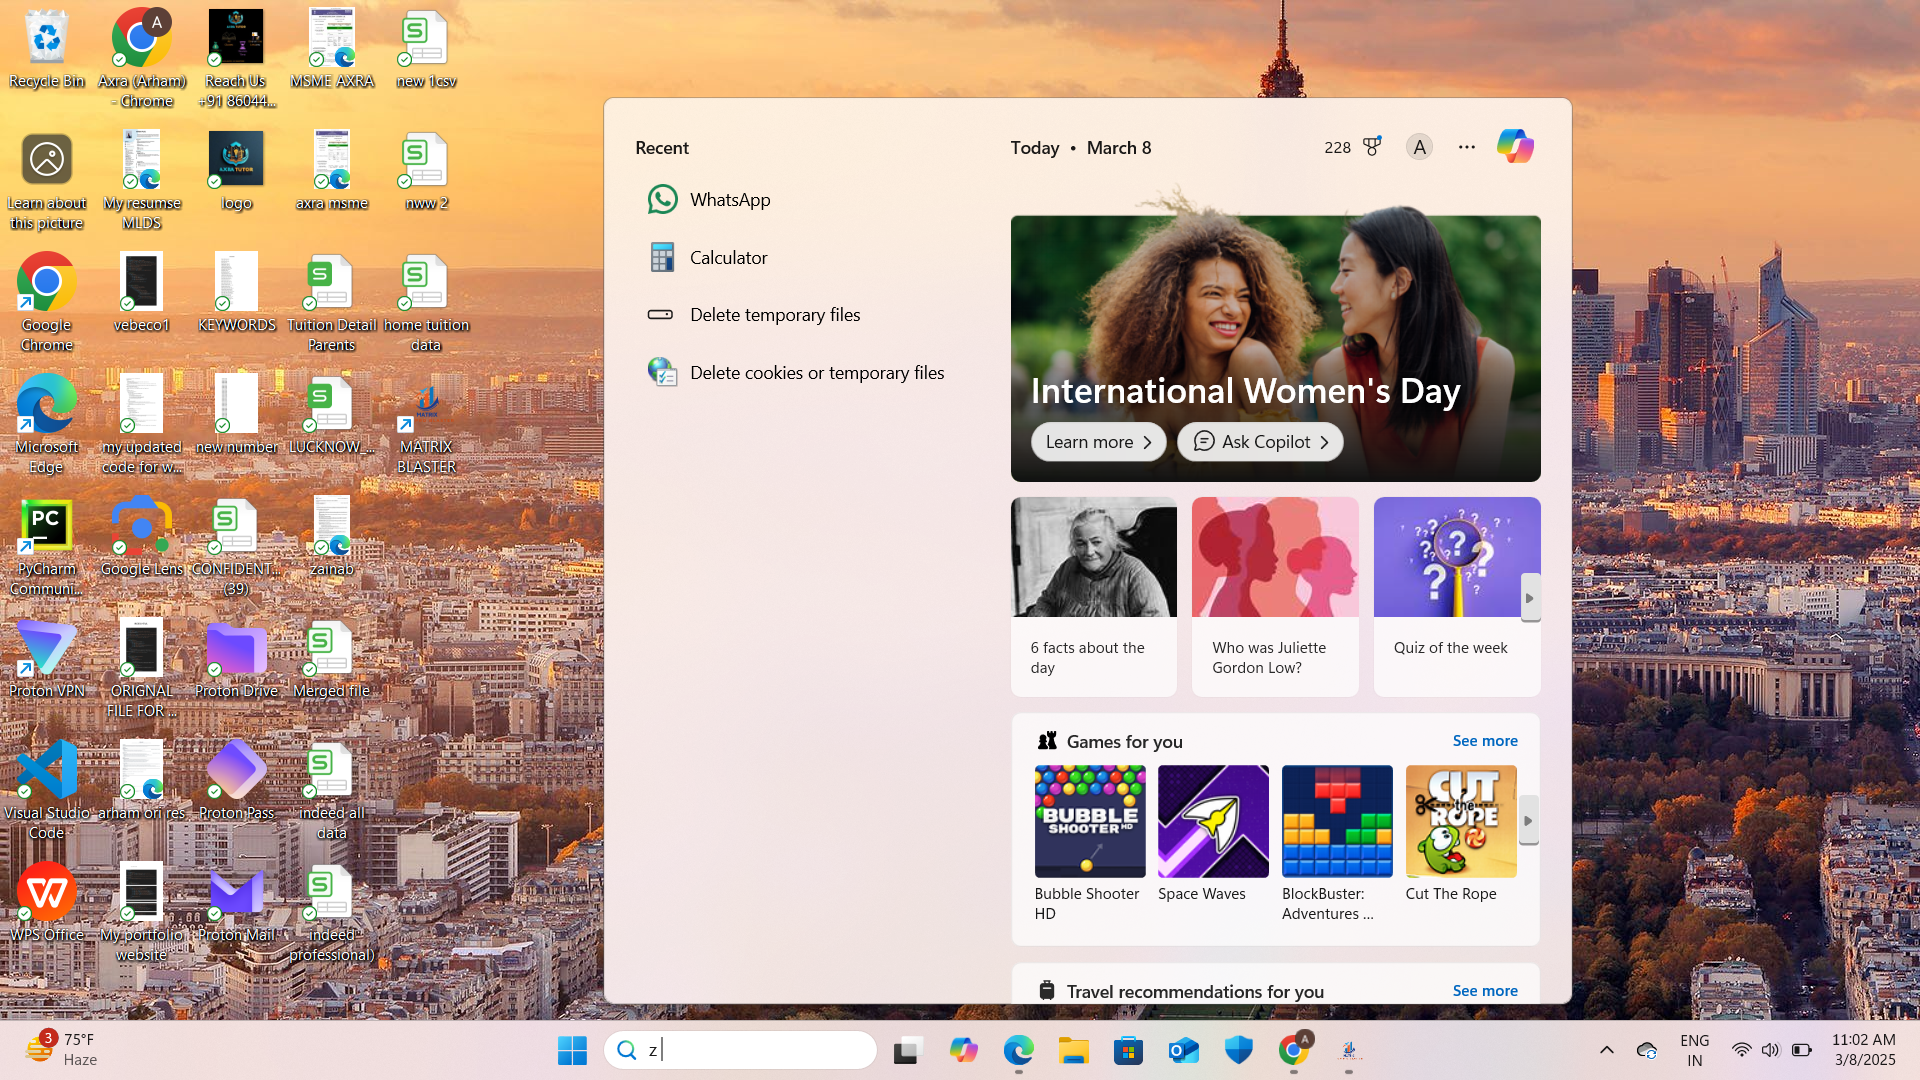 Recycle Bin
Axra (Arham)
- Chrome
Reach Us
+91 86044...
MSME AXRA
new 1csv
Learn about
this picture
My resumse
MLDS
logo
axra msme
nww 2
Google
Chrome
vebeco1
KEYWORDS
Tuition Detail
Parents
home tuition
data
Microsoft
Edge
my updated
code for w...
new number
LUCKNOW_...
MATRIX
BLASTER
PyCharm
Communi...
Google Lens
CONFIDENT...
(39)
zainab
Proton VPN
ORIGNAL
FILE FOR ...
Proton Drive
Merged file
Visual Studio
Code
arham ori res
Proton Pass
indeed all
data
WPS Office
My portfolio
website
Proton Mail
indeed
professional)
Recent
WhatsApp
Calculator
Delete temporary files
Delete cookies or temporary files
Today • March 8
228
A
International Women's Day
Learn more
Ask Copilot
6 facts about the
day
Who was Juliette
Gordon Low?
Quiz of the week
Games for you
See more
BUBBLE
SHOOTER HD
CUT
the
ROPE
Bubble Shooter
HD
Space Waves
BlockBuster:
Adventures ...
Cut The Rope
Travel recommendations for you
See more
3
75°F
Haze
z
ENG
IN
11:02 AM
3/8/2025